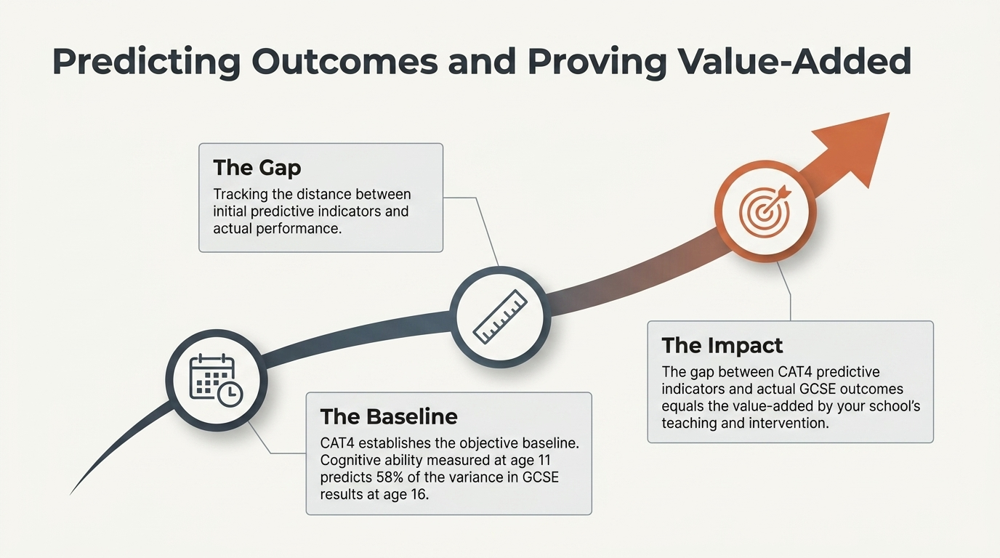 Predicting Outcomes and Proving Value-Added
The Gap
Tracking the distance between
initial predictive indicators and
actual performance.
The Baseline
CAT4 establishes the objective baseline.
Cognitive ability measured at age 11
predicts 58% of the variance in GCSE
results at age 16.
The Impact
The gap between CAT4 predictive
indicators and actual GCSE outcomes
equals the value-added by your school's
teaching and intervention.